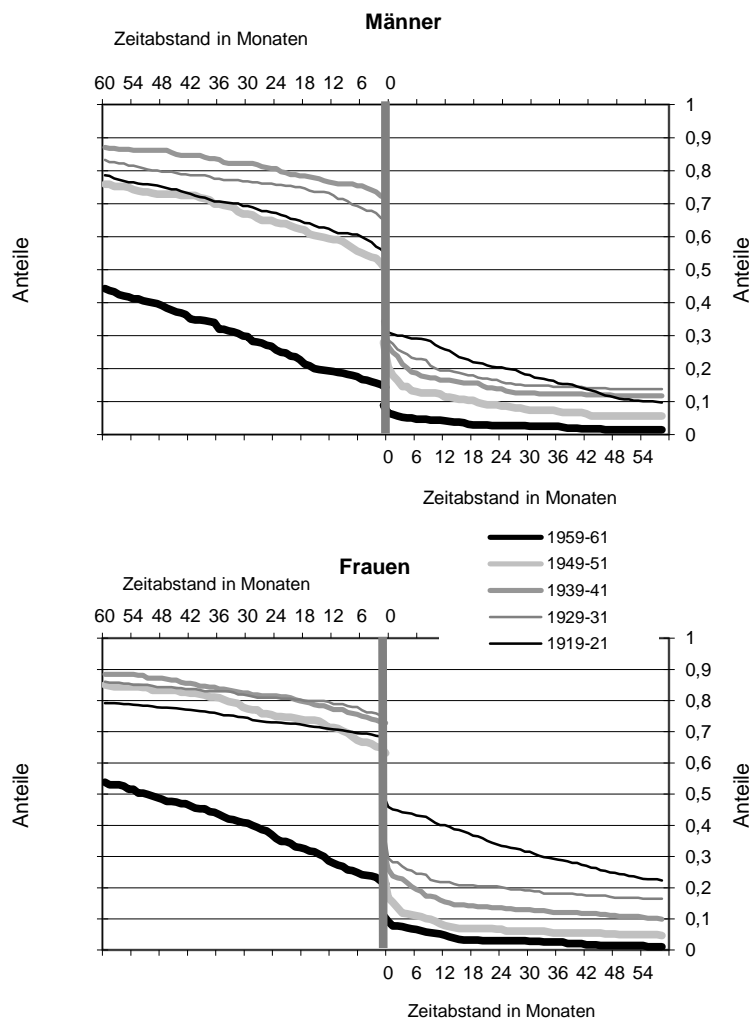 Männer
Zeitabstand in Monaten
60 54 48 42 36 30 24 18 12 6 0
1
0,9
0,8
0,7
0,6
0,5
0,4
0,3
0,2
0,1
0
Anteile
Anteile
0 6 12 18 24 30 36 42 48 54
Zeitabstand in Monaten
1959-61
1949-51
1939-41
1929-31
1919-21
Frauen
Zeitabstand in Monaten
60 54 48 42 36 30 24 18 12 6 0
1
0,9
0,8
0,7
0,6
0,5
0,4
0,3
0,2
0,1
0
Anteile
Anteile
0 6 12 18 24 30 36 42 48 54
Zeitabstand in Monaten